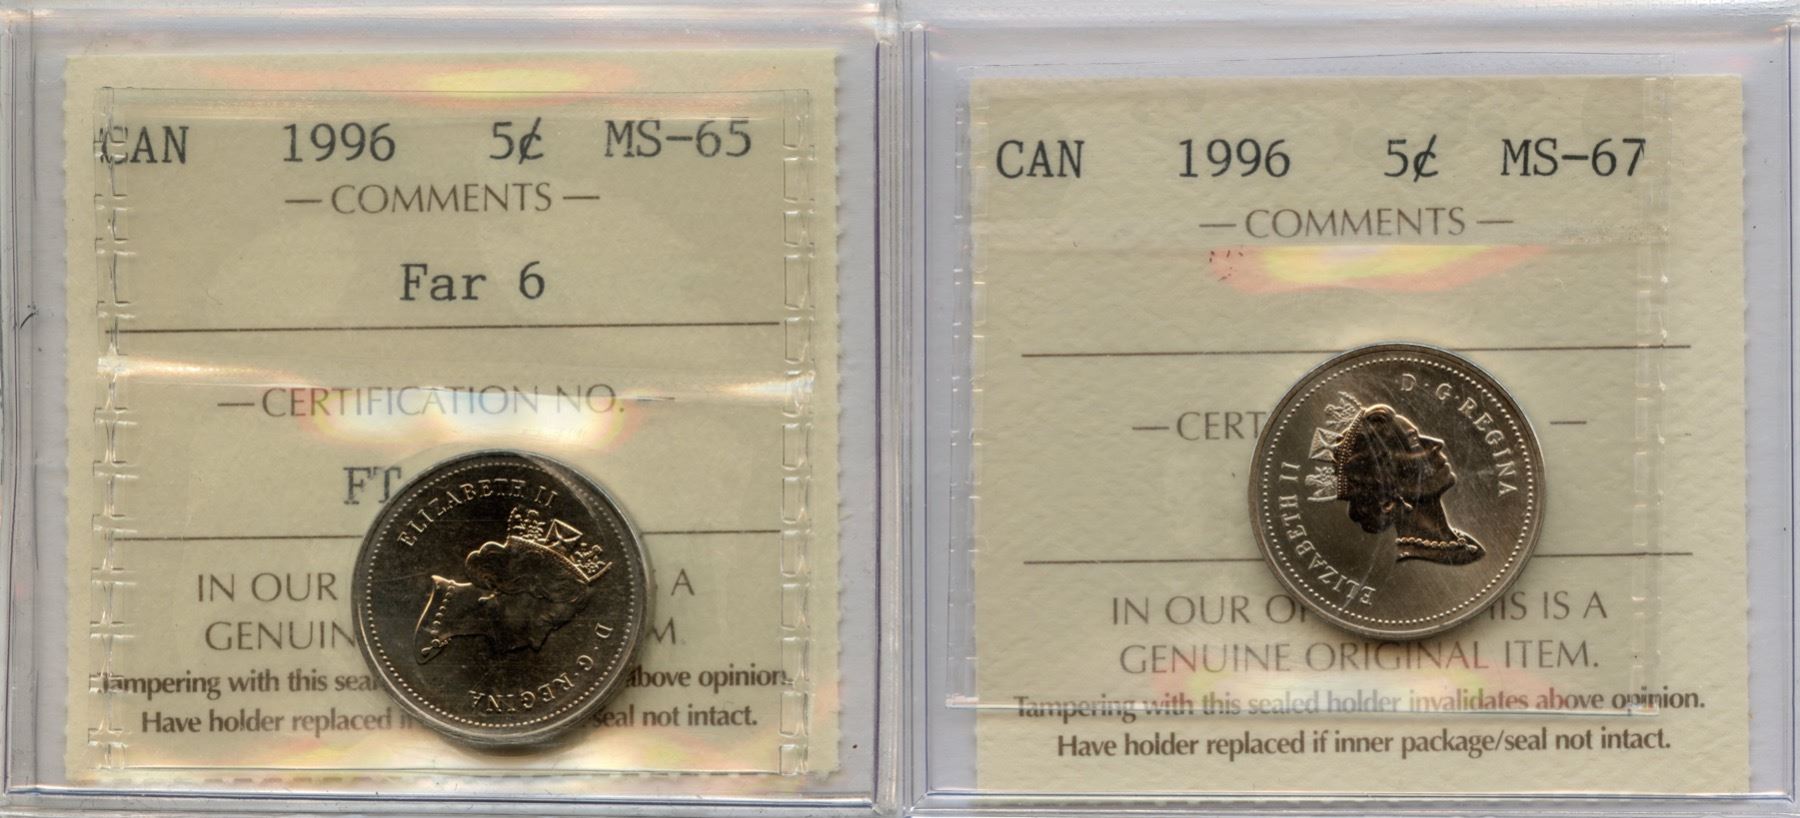 CAN 1996 5¢ MS-65
—COMMENTS—
Far 6
—CERTIFICATION NO.—
FT
IN OUR A
GENUIN M.
Tampering with this sea above opinion.
Have holder replaced seal not intact.
ELIZABETH II D·G·REGINA
CAN 1996 5¢ MS-67
—COMMENTS—
—CERT —
IN OUR O HIS IS A
GENUINE ORIGINAL ITEM.
Tampering with this sealed holder invalidates above opinion.
Have holder replaced if inner package/seal not intact.
ELIZABETH II D·G·REGINA